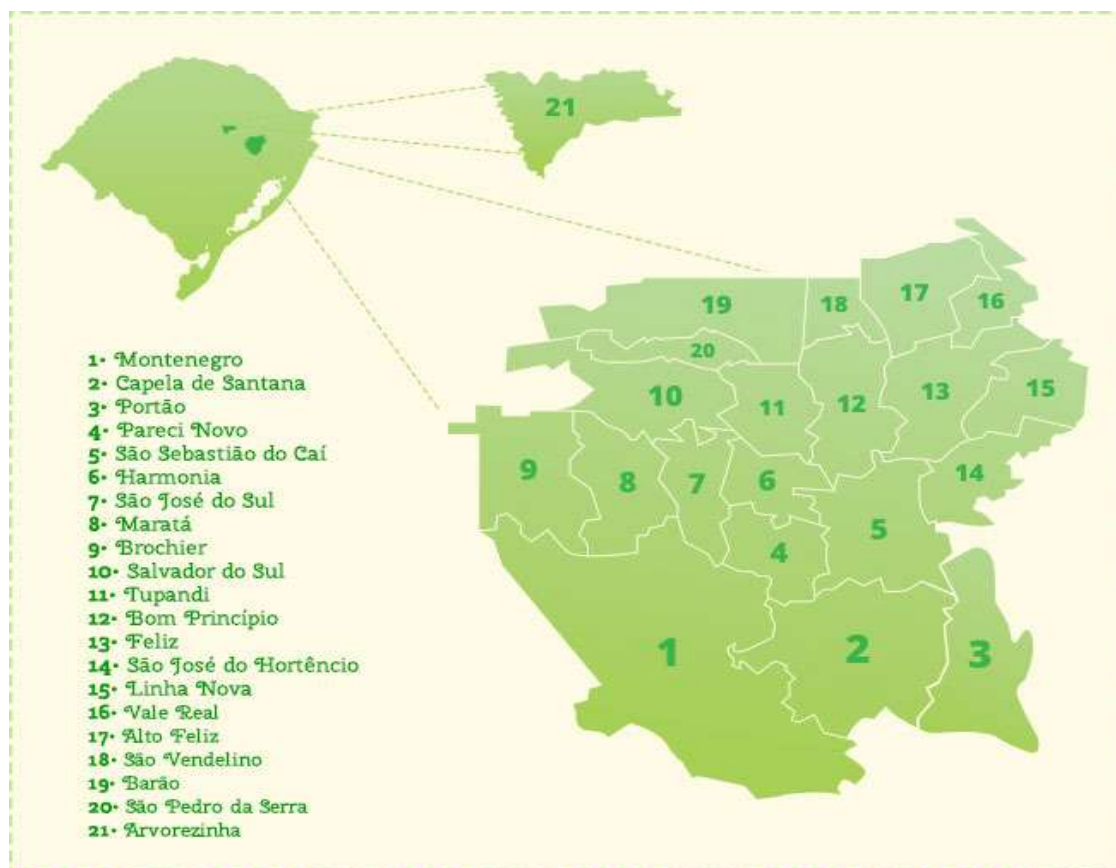 21
17
16
19
18
20
13
15
10
11
12
9
8
7
6
14
5
4
1
2
3
1• Montenegro
2• Capela de Santana
3• Portão
4• Pareci Novo
5• São Sebastião do Caí
6• Harmonia
7• São José do Sul
8• Maratá
9• Brochier
10• Salvador do Sul
11• Tupandi
12• Bom Princípio
13• Feliz
14• São José do Hortêncio
15• Linha Nova
16• Vale Real
17• Alto Feliz
18• São Vendelino
19• Barão
20• São Pedro da Serra
21• Arvorezinha